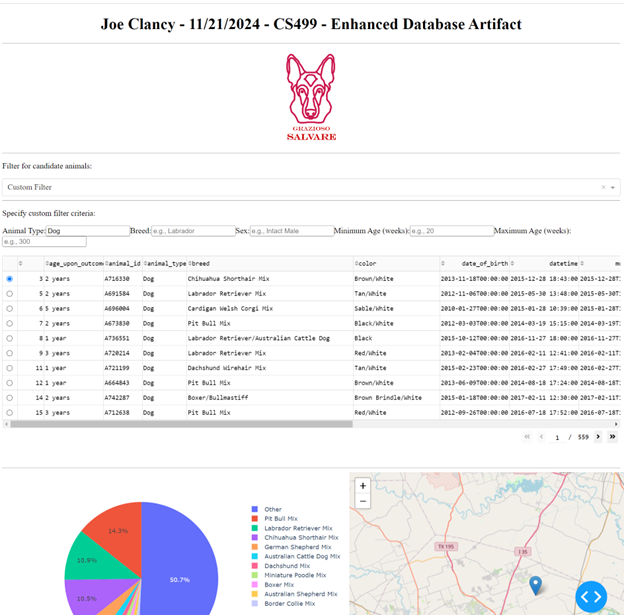 Joe Clancy - 11/21/2024 - CS499 - Enhanced Database Artifact
GRAZIOSO
SALVARE
Filter for candidate animals:
Custom Filter
Specify custom filter criteria:
Animal Type: Dog Breed: e.g., Labrador Sex: e.g., Intact Male Minimum Age (weeks): e.g., 20 Maximum Age (weeks):
e.g., 300
age_upon_outcom animal_id animal_type breed color date_of_birth datetime m
3 2 years A716330 Dog Chihuahua Shorthair Mix Brown/White 2013-11-18T00:00:00 2015-12-28 18:43:00 2015-12-28T
5 2 years A691584 Dog Labrador Retriever Mix Tan/White 2012-11-06T00:00:00 2015-05-30 13:48:00 2015-05-30T
6 5 years A696004 Dog Cardigan Welsh Corgi Mix Sable/White 2010-01-27T00:00:00 2015-01-28 10:39:00 2015-01-28T
7 2 years A673830 Dog Pit Bull Mix Black/White 2012-03-03T00:00:00 2014-03-19 15:15:00 2014-03-19T
8 1 year A736551 Dog Labrador Retriever/Australian Cattle Dog Black 2015-10-12T00:00:00 2016-11-27 18:00:00 2016-11-27T
9 3 years A720214 Dog Labrador Retriever Mix Red/White 2013-02-04T00:00:00 2016-02-11 12:41:00 2016-02-11T
11 1 year A721199 Dog Dachshund Wirehair Mix Tan/White 2015-02-23T00:00:00 2016-02-27 17:49:00 2016-02-27T
12 1 year A664843 Dog Pit Bull Mix Brown/White 2013-06-09T00:00:00 2014-08-18 17:24:00 2014-08-18T
14 2 years A742287 Dog Boxer/Bullmastiff Brown Brindle/White 2015-01-18T00:00:00 2017-02-11 12:30:00 2017-02-11T
15 3 years A712638 Dog Pit Bull Mix Red/White 2012-09-26T00:00:00 2016-07-18 17:52:00 2016-07-18T
1 / 559
50.7%
14.3%
10.9%
10.5%
Other
Pit Bull Mix
Labrador Retriever Mix
Chihuahua Shorthair Mix
German Shepherd Mix
Australian Cattle Dog Mix
Dachshund Mix
Miniature Poodle Mix
Boxer Mix
Australian Shepherd Mix
Border Collie Mix
+
−
TX 195
I 35